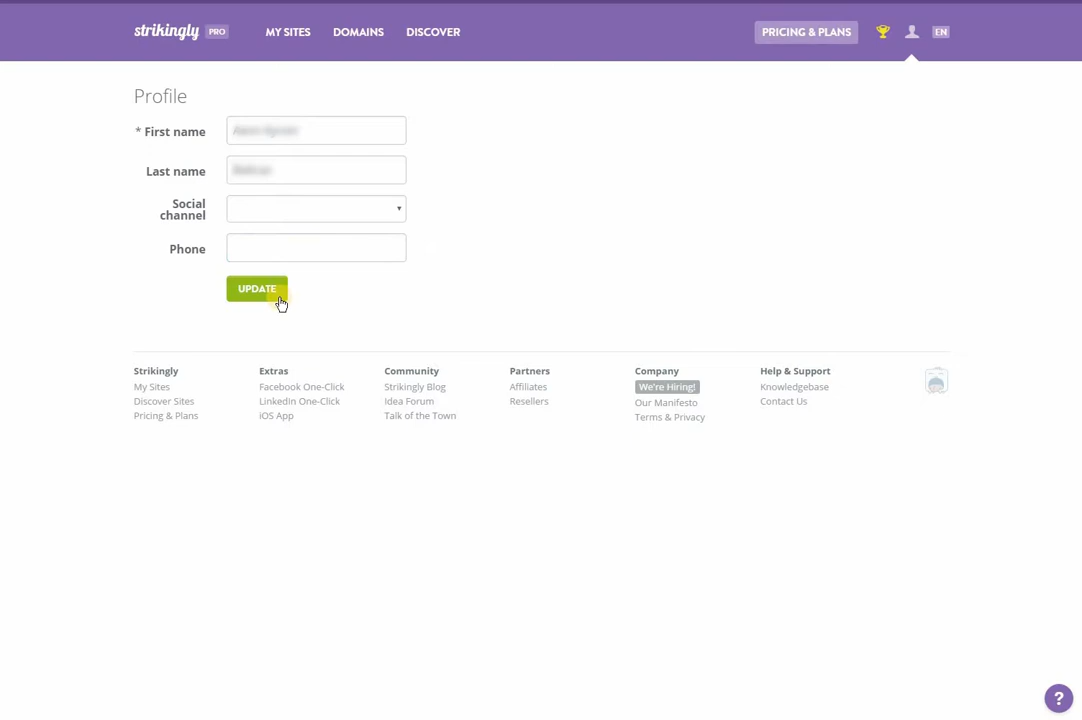 strikingly PRO MY SITES DOMAINS DISCOVER PRICING & PLANS EN
Profile
* First name
Last name
Social
channel
Phone
UPDATE
Strikingly
My Sites
Discover Sites
Pricing & Plans
Extras
Facebook One-Click
LinkedIn One-Click
iOS App
Community
Strikingly Blog
Idea Forum
Talk of the Town
Partners
Affiliates
Resellers
Company
We're Hiring!
Our Manifesto
Terms & Privacy
Help & Support
Knowledgebase
Contact Us
?